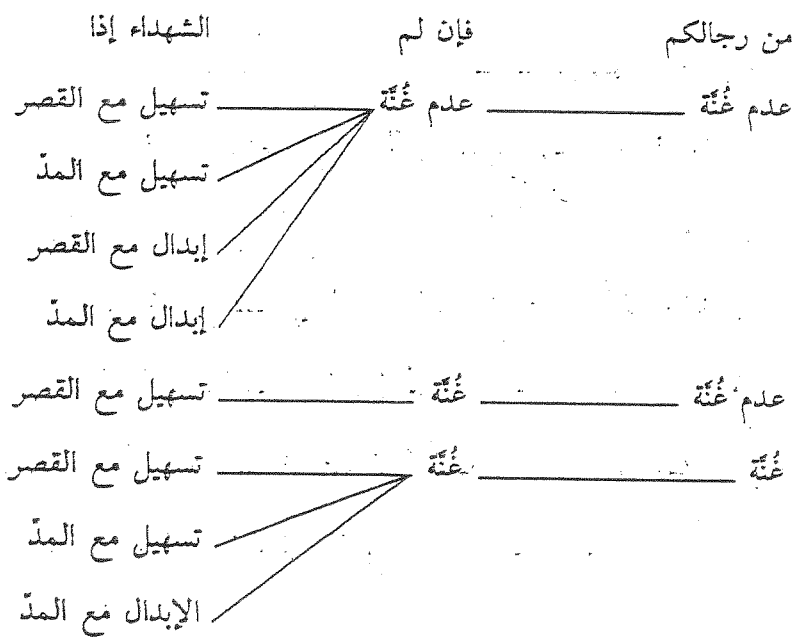 من رجالكم فإن لم الشهداء إذا
عدم غُنَّة عدم غُنَّة تسهيل مع القصر
تسهيل مع المدّ
إبدال مع القصر
إبدال مع المدّ
عدم غُنَّة غُنَّة تسهيل مع القصر
غُنَّة غُنَّة تسهيل مع القصر
تسهيل مع المدّ
الإبدال مع المدّ